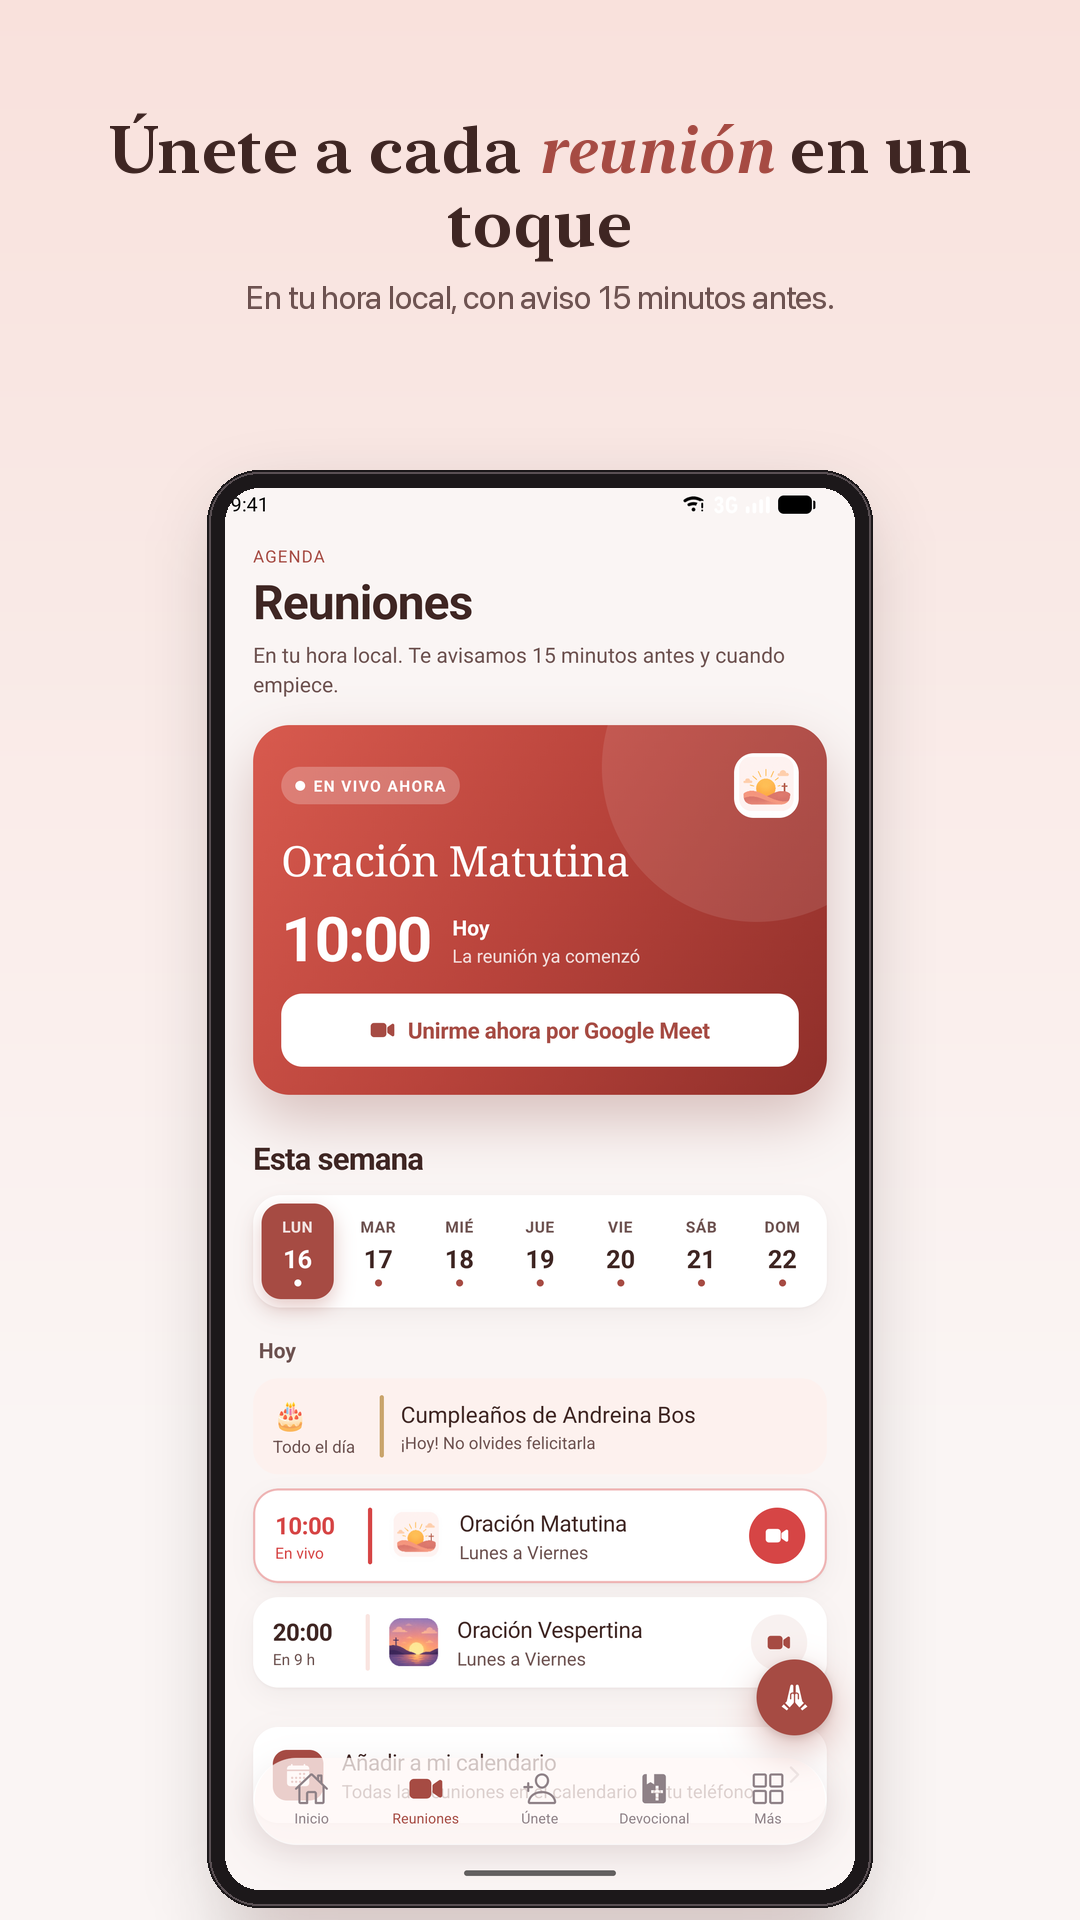 Únete a cada reunión en un
toque
En tu hora local, con aviso 15 minutos antes.
9:41
3G
AGENDA
Reuniones
En tu hora local. Te avisamos 15 minutos antes y cuando
empiece.
EN VIVO AHORA
Oración Matutina
10:00
Hoy
La reunión ya comenzó
Unirme ahora por Google Meet
Esta semana
LUN MAR MIÉ JUE VIE SÁB DOM
16 17 18 19 20 21 22
Hoy
Cumpleaños de Andreina Bos
Todo el día
¡Hoy! No olvides felicitarla
10:00
En vivo
Oración Matutina
Lunes a Viernes
20:00
En 9 h
Oración Vespertina
Lunes a Viernes
Añadir a mi calendario
Todas calendario tu teléfono
Inicio Reuniones Únete Devocional Más